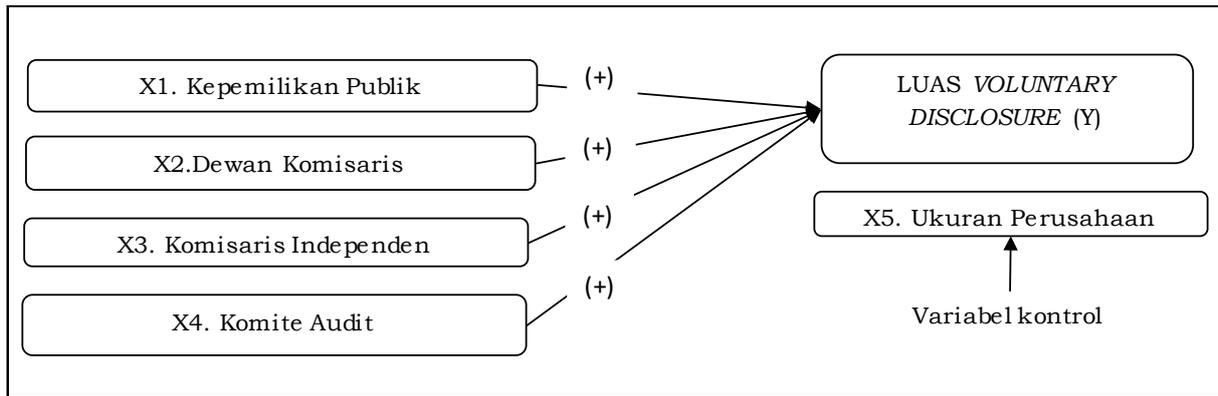 X1. Kepemilikan Publik
(+)
LUAS VOLUNTARY
DISCLOSURE (Y)
X2.Dewan Komisaris
(+)
X3. Komisaris Independen
(+)
X5. Ukuran Perusahaan
X4. Komite Audit
(+)
Variabel kontrol